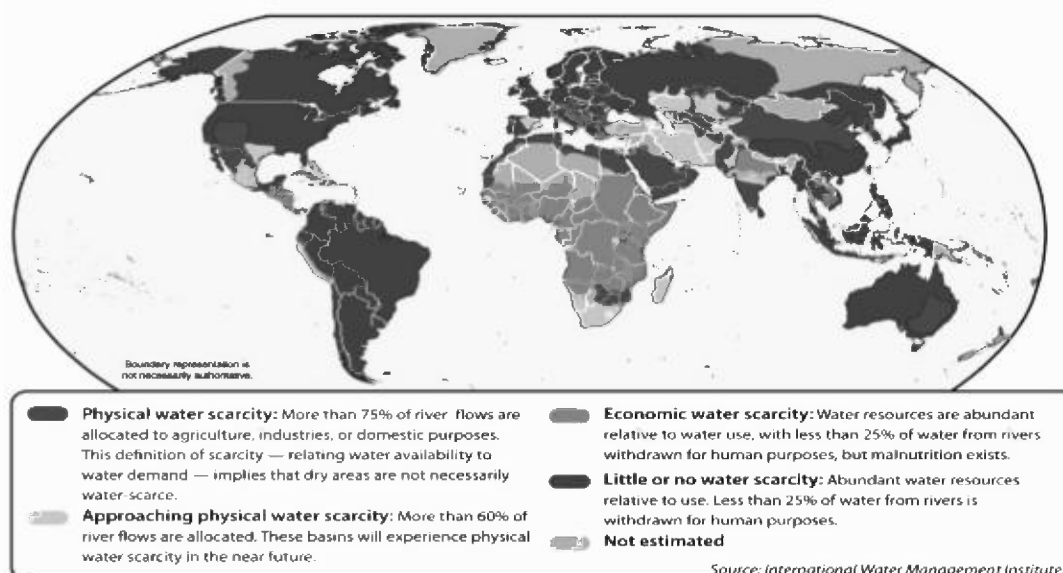 Boundary representation is
not necessarily authoritative.
Physical water scarcity: More than 75% of river flows are
allocated to agriculture, industries, or domestic purposes.
This definition of scarcity — relating water availability to
water demand — implies that dry areas are not necessarily
water-scarce.
Approaching physical water scarcity: More than 60% of
river flows are allocated. These basins will experience physical
water scarcity in the near future.
Economic water scarcity: Water resources are abundant
relative to water use, with less than 25% of water from rivers
withdrawn for human purposes, but malnutrition exists.
Little or no water scarcity: Abundant water resources
relative to use. Less than 25% of water from rivers is
withdrawn for human purposes.
Not estimated
Source: International Water Management Institute